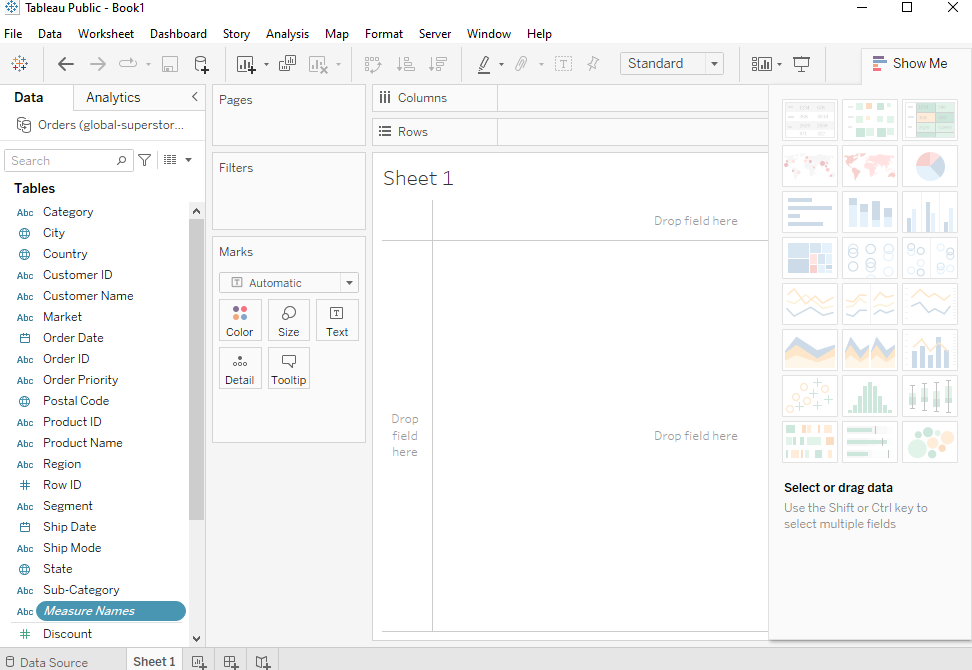 Tableau Public - Book1
File Data Worksheet Dashboard Story Analysis Map Format Server Window Help
Standard
Show Me
Data Analytics
Orders (global-superstor...
Search
Tables
Abc Category
City
Country
Abc Customer ID
Abc Customer Name
Abc Market
Order Date
Abc Order ID
Abc Order Priority
Postal Code
Abc Product ID
Abc Product Name
Abc Region
# Row ID
Abc Segment
Ship Date
Abc Ship Mode
State
Abc Sub-Category
Abc Measure Names
# Discount
Pages
Filters
Marks
Automatic
Color Size Text
Detail Tooltip
Columns
Rows
Sheet 1
Drop field here
Drop
field
here
Drop field here
Select or drag data
Use the Shift or Ctrl key to
select multiple fields
Data Source Sheet 1